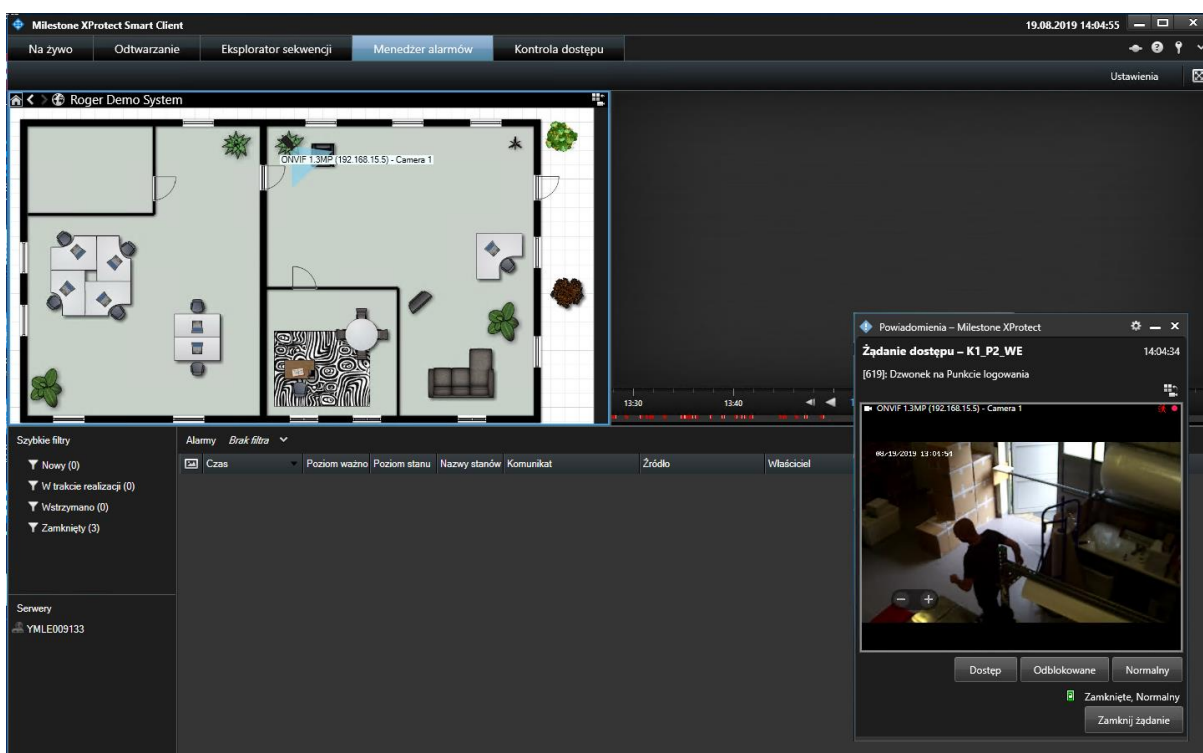 Milestone XProtect Smart Client
19.08.2019 14:04:55
Na żywo Odtwarzanie Eksplorator sekwencji Menedżer alarmów Kontrola dostępu
Ustawienia
Roger Demo System
ONVIF 1.3MP (192.168.15.5) - Camera 1
13:30 13:40
Powiadomienia – Milestone XProtect
Żądanie dostępu – K1_P2_WE 14:04:34
[619]: Dzwonek na Punkcie logowania
ONVIF 1.3MP (192.168.15.5) - Camera 1
08/19/2019 13:01:54
Dostęp Odblokowane Normalny
Zamknięte, Normalny
Zamknij żądanie
Szybkie filtry
Nowy (0)
W trakcie realizacji (0)
Wstrzymano (0)
Zamknięty (3)
Alarmy Brak filtra
Czas Poziom ważno Poziom stanu Nazwy stanów Komunikat Źródło Właściciel
Serwery
YMLE009133